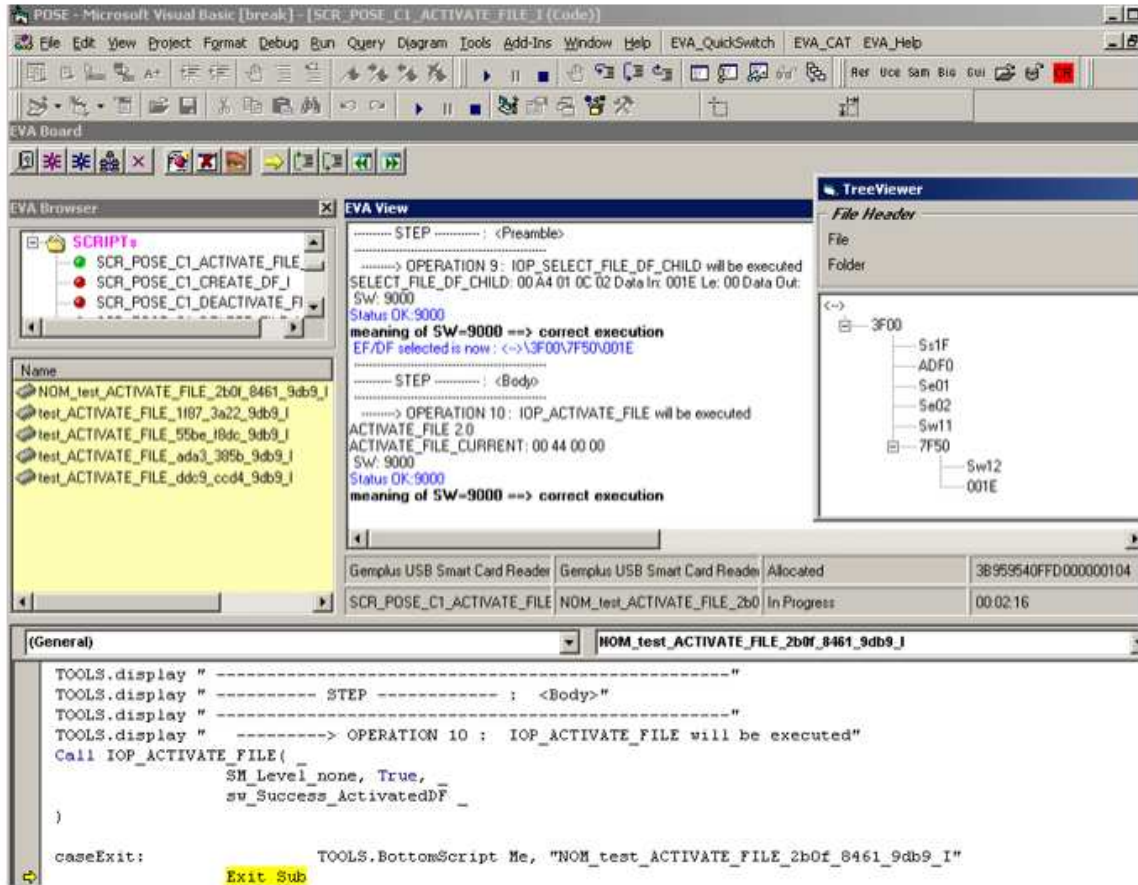 POSE - Microsoft Visual Basic [break] - [SCR_POSE_C1_ACTIVATE_FILE_I (Code)]
File Edit View Project Format Debug Run Query Diagram Tools Add-Ins Window Help EVA_QuickSwitch EVA_CAT EVA_Help
Rer Uce Sam Bio Gui CR
EVA Board
EVA Browser
SCRIPTs
SCR_POSE_C1_ACTIVATE_FILE_
SCR_POSE_C1_CREATE_DF_I
SCR_POSE_C1_DEACTIVATE_FI
Name
NOM_test_ACTIVATE_FILE_2b0f_8461_9db9_I
test_ACTIVATE_FILE_1f87_3a22_9db9_I
test_ACTIVATE_FILE_55be_f8dc_9db9_I
test_ACTIVATE_FILE_ada3_385b_9db9_I
test_ACTIVATE_FILE_ddc9_ccd4_9db9_I
EVA View
---------- STEP ------------ : <Preamble>
---------> OPERATION 9 : IOP_SELECT_FILE_DF_CHILD will be executed
SELECT_FILE_DF_CHILD: 00 A4 01 0C 02 Data In: 001E Le: 00 Data Out:
SW: 9000
Status OK:9000
meaning of SW=9000 ==> correct execution
EF/DF selected is now : <-->\3F00\7F50\001E
---------- STEP ------------ : <Body>
---------> OPERATION 10 : IOP_ACTIVATE_FILE will be executed
ACTIVATE_FILE 2.0
ACTIVATE_FILE_CURRENT: 00 44 00 00
SW: 9000
Status OK:9000
meaning of SW=9000 ==> correct execution
TreeViewer
File Header
File
Folder
<-->
3F00
Ss1F
ADF0
Se01
Se02
Sw11
7F50
Sw12
001E
Gemplus USB Smart Card Reader Gemplus USB Smart Card Reader Allocated 3B959540FFD000000104
SCR_POSE_C1_ACTIVATE_FILE NOM_test_ACTIVATE_FILE_2b0 In Progress 00:02:16
(General) NOM_test_ACTIVATE_FILE_2b0f_8461_9db9_I
TOOLS.display " ---------------------------------------------------"
TOOLS.display " ---------- STEP ------------ : <Body>"
TOOLS.display " ---------------------------------------------------"
TOOLS.display " ---------> OPERATION 10 : IOP_ACTIVATE_FILE will be executed"
Call IOP_ACTIVATE_FILE( _
SM_Level_none, True, _
sw_Success_ActivatedDF _
)
caseExit: TOOLS.BottomScript Me, "NOM_test_ACTIVATE_FILE_2b0f_8461_9db9_I"
Exit Sub